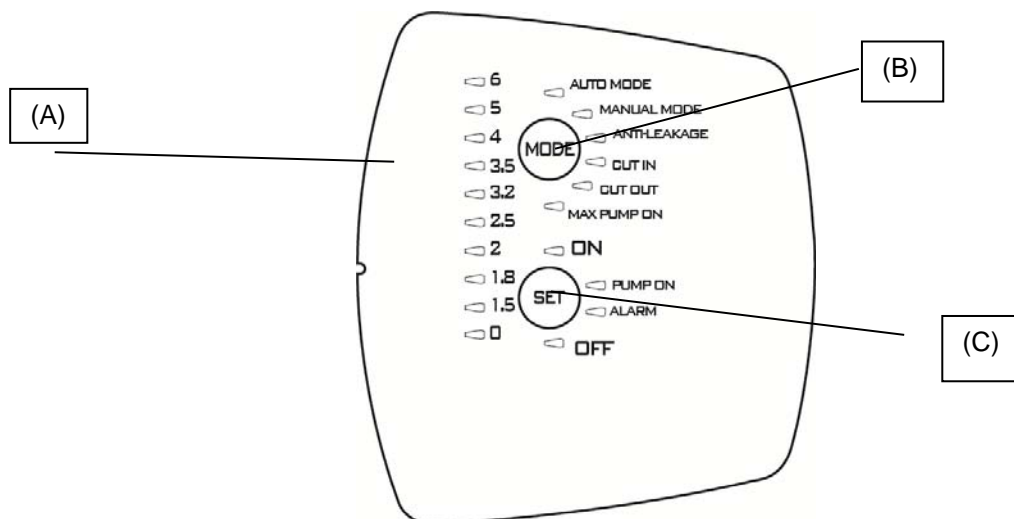 (A)
(B)
(C)
6
5
4
3.5
3.2
2.5
2
1.8
1.5
0
AUTO MODE
MANUAL MODE
ANTI-LEAKAGE
MODE
CUT IN
CUT OUT
MAX PUMP ON
ON
PUMP ON
SET
ALARM
OFF